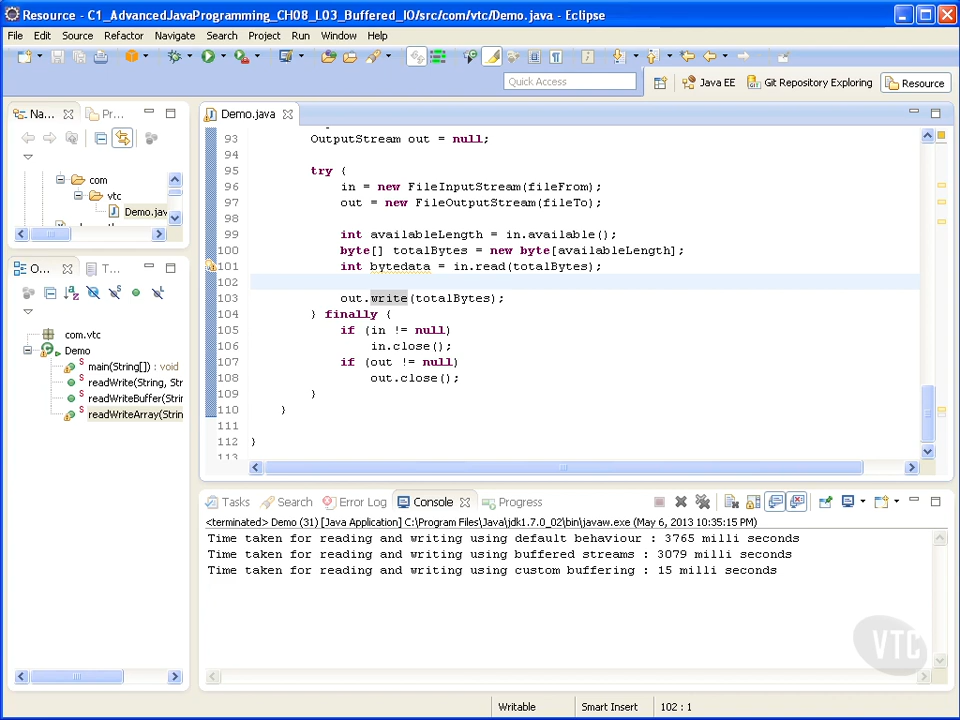 Resource - C1_AdvancedJavaProgramming_CH08_L03_Buffered_IO/src/com/vtc/Demo.java - Eclipse
File Edit Source Refactor Navigate Search Project Run Window Help
Quick Access
Java EE
Git Repository Exploring
Resource
Na...
Pr...
com
vtc
Demo.jav
O...
T...
com.vtc
Demo
main(String[]) : void
readWrite(String, Str
readWriteBuffer(Strin
readWriteArray(Strin
Demo.java
93 OutputStream out = null;
94
95 try {
96 in = new FileInputStream(fileFrom);
97 out = new FileOutputStream(fileTo);
98
99 int availableLength = in.available();
100 byte[] totalBytes = new byte[availableLength];
101 int bytedata = in.read(totalBytes);
102
103 out.write(totalBytes);
104 } finally {
105 if (in != null)
106 in.close();
107 if (out != null)
108 out.close();
109 }
110 }
111
112 }
113
Tasks Search Error Log Console Progress
<terminated> Demo (31) [Java Application] C:\Program Files\Java\jdk1.7.0_02\bin\javaw.exe (May 6, 2013 10:35:15 PM)
Time taken for reading and writing using default behaviour : 3765 milli seconds
Time taken for reading and writing using buffered streams : 3079 milli seconds
Time taken for reading and writing using custom buffering : 15 milli seconds
VTC
Writable Smart Insert 102 : 1